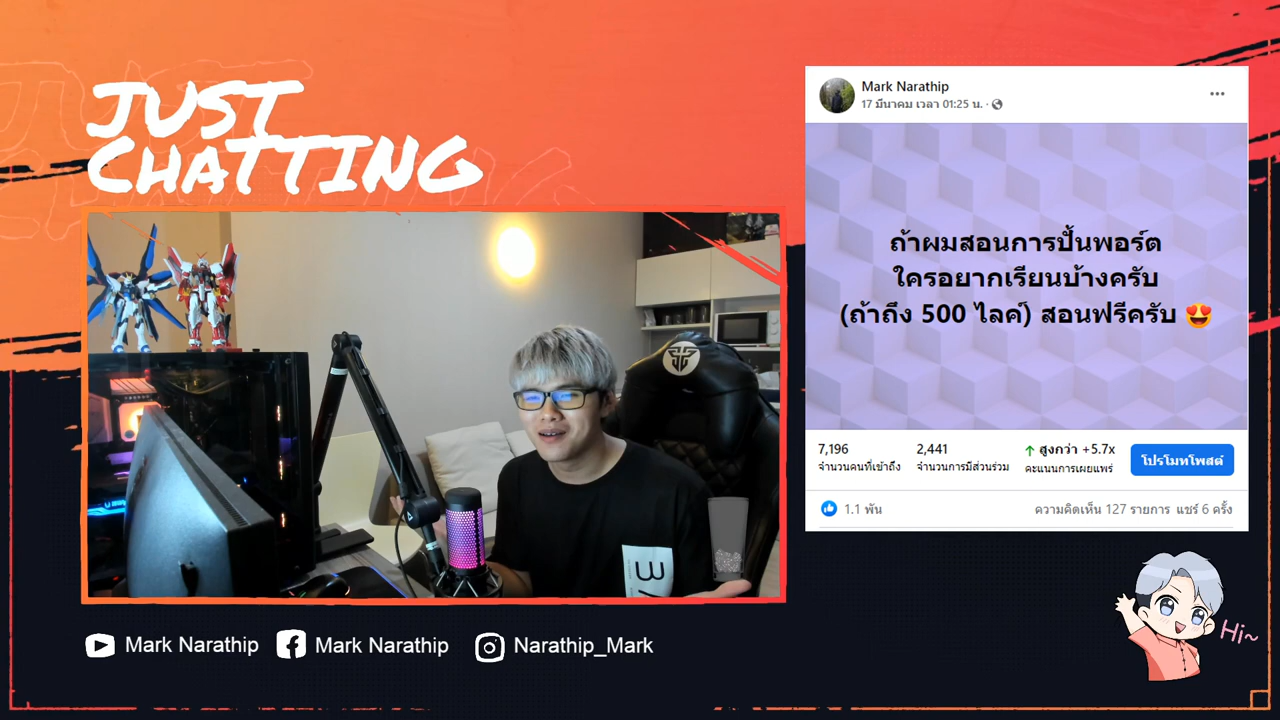 JUST
CHATTING
Mark Narathip
17 มีนาคม เวลา 01:25 น. ·
ถ้าผมสอนการปั้นพอร์ต
ใครอยากเรียนบ้างครับ
(ถ้าถึง 500 ไลค์) สอนฟรีครับ 😍
7,196
จำนวนคนที่เข้าถึง
2,441
จำนวนการมีส่วนร่วม
สูงกว่า +5.7x
คะแนนการเผยแพร่
โปรโมทโพสต์
1.1 พัน
ความคิดเห็น 127 รายการ แชร์ 6 ครั้ง
Hi~
Mark Narathip
Mark Narathip
Narathip_Mark